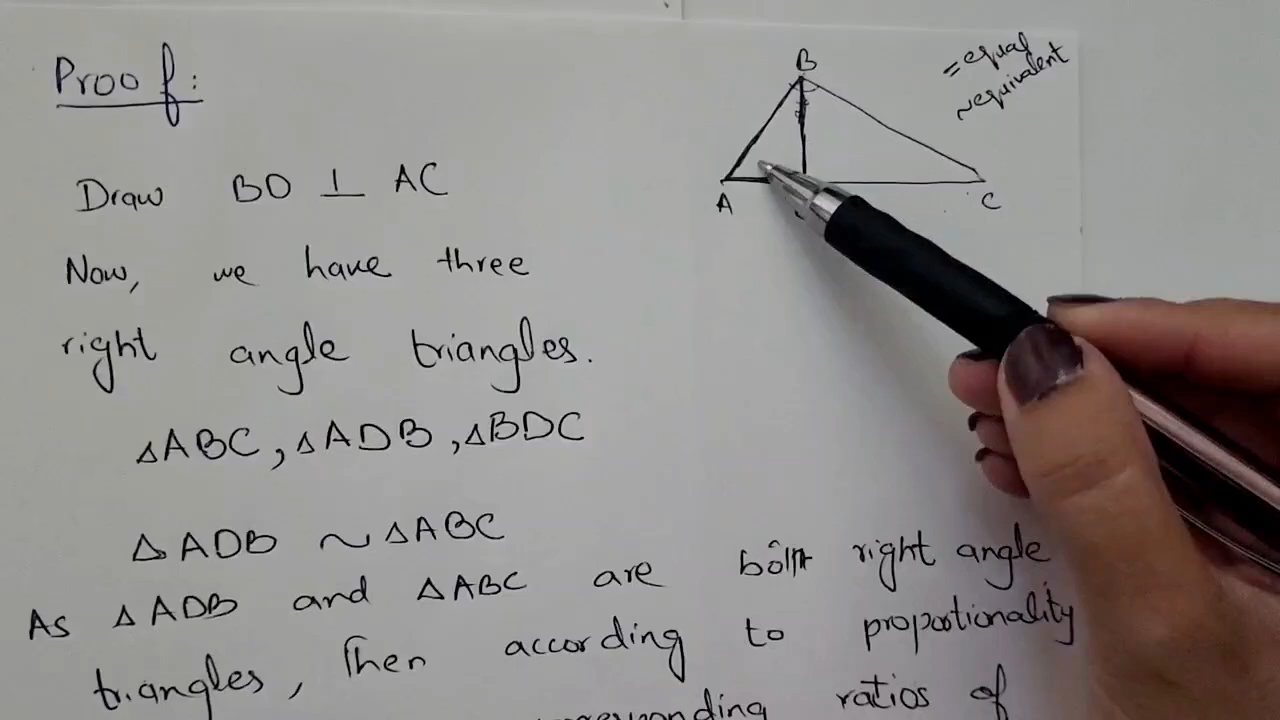 Proof:
B
= equal
~equivalent
Draw BD ⊥ AC
A
C
Now, we have three
right angle triangles.
△ABC, △ADB, △BDC
△ADB ~ △ABC
As △ADB and △ABC are both right angle
triangles, Then according to proportionality
ratios of